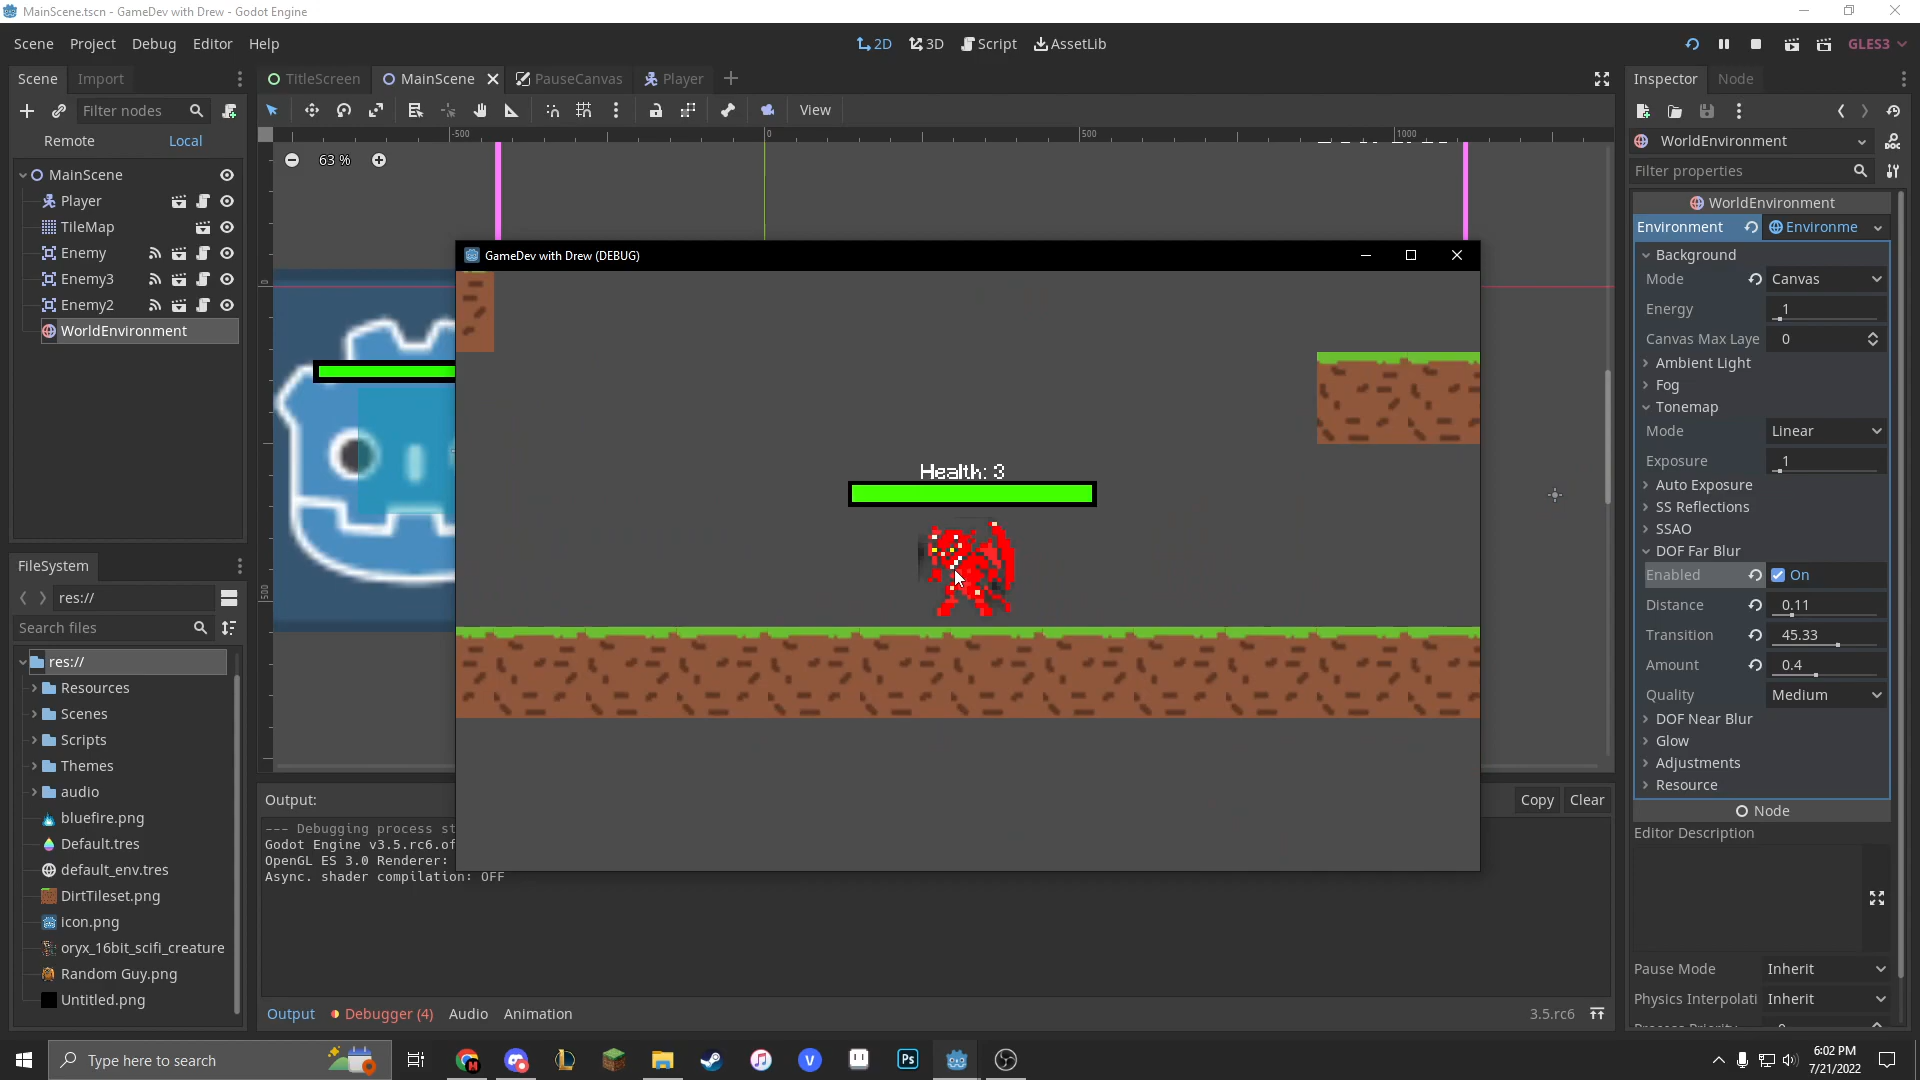 MainScene.tscn - GameDev with Drew - Godot Engine
Scene Project Debug Editor Help
2D 3D Script AssetLib
GLES3
Scene Import
TitleScreen MainScene PauseCanvas Player
Inspector Node
Filter nodes
View
Remote Local
-500 0 500 1000
63 %
MainScene
Player
TileMap
Enemy
Enemy3
Enemy2
WorldEnvironment
GameDev with Drew (DEBUG)
Health: 3
WorldEnvironment
Filter properties
WorldEnvironment
Environment Environme
Background
Mode Canvas
Energy 1
Canvas Max Laye 0
Ambient Light
Fog
Tonemap
Mode Linear
Exposure 1
Auto Exposure
SS Reflections
SSAO
DOF Far Blur
Enabled On
Distance 0.11
Transition 45.33
Amount 0.4
Quality Medium
DOF Near Blur
Glow
Adjustments
Resource
Node
Editor Description
Pause Mode Inherit
Physics Interpolati Inherit
FileSystem
res://
Search files
res://
Resources
Scenes
Scripts
Themes
audio
bluefire.png
Default.tres
default_env.tres
DirtTileset.png
icon.png
oryx_16bit_scifi_creature
Random Guy.png
Untitled.png
Output:
Copy Clear
--- Debugging process st
Godot Engine v3.5.rc6.of
OpenGL ES 3.0 Renderer:
Async. shader compilation: OFF
Output Debugger (4) Audio Animation
3.5.rc6
Type here to search
6:02 PM
7/21/2022